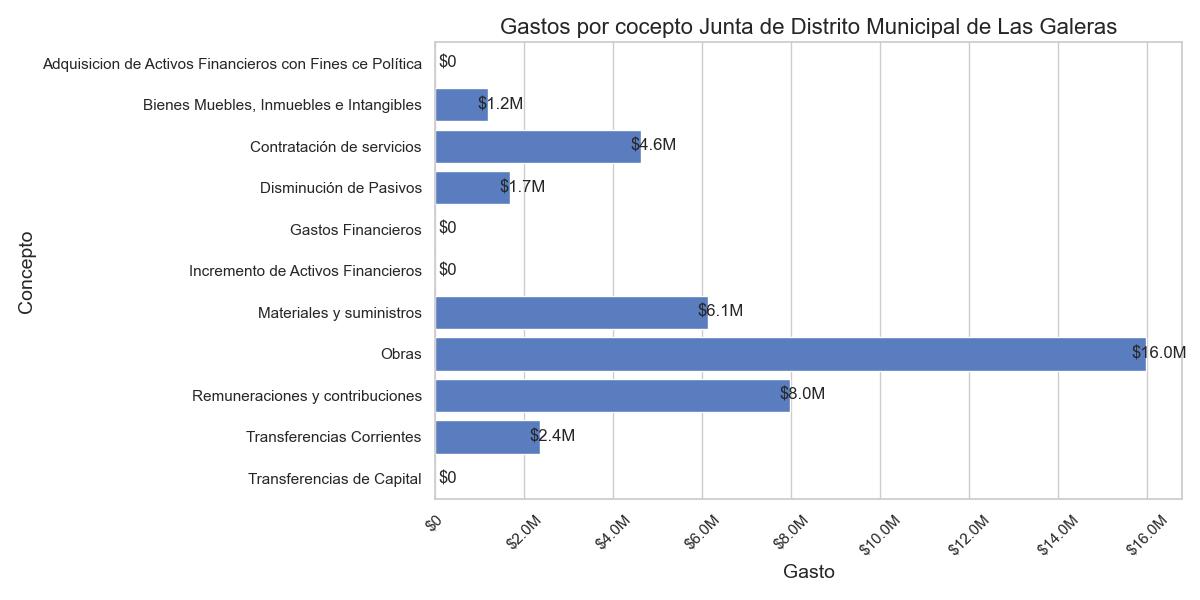 Gastos por cocepto Junta de Distrito Municipal de Las Galeras
Concepto
Adquisicion de Activos Financieros con Fines ce Política $0
Bienes Muebles, Inmuebles e Intangibles $1.2M
Contratación de servicios $4.6M
Disminución de Pasivos $1.7M
Gastos Financieros $0
Incremento de Activos Financieros $0
Materiales y suministros $6.1M
Obras $16.0M
Remuneraciones y contribuciones $8.0M
Transferencias Corrientes $2.4M
Transferencias de Capital $0
$0 $2.0M $4.0M $6.0M $8.0M $10.0M $12.0M $14.0M $16.0M
Gasto